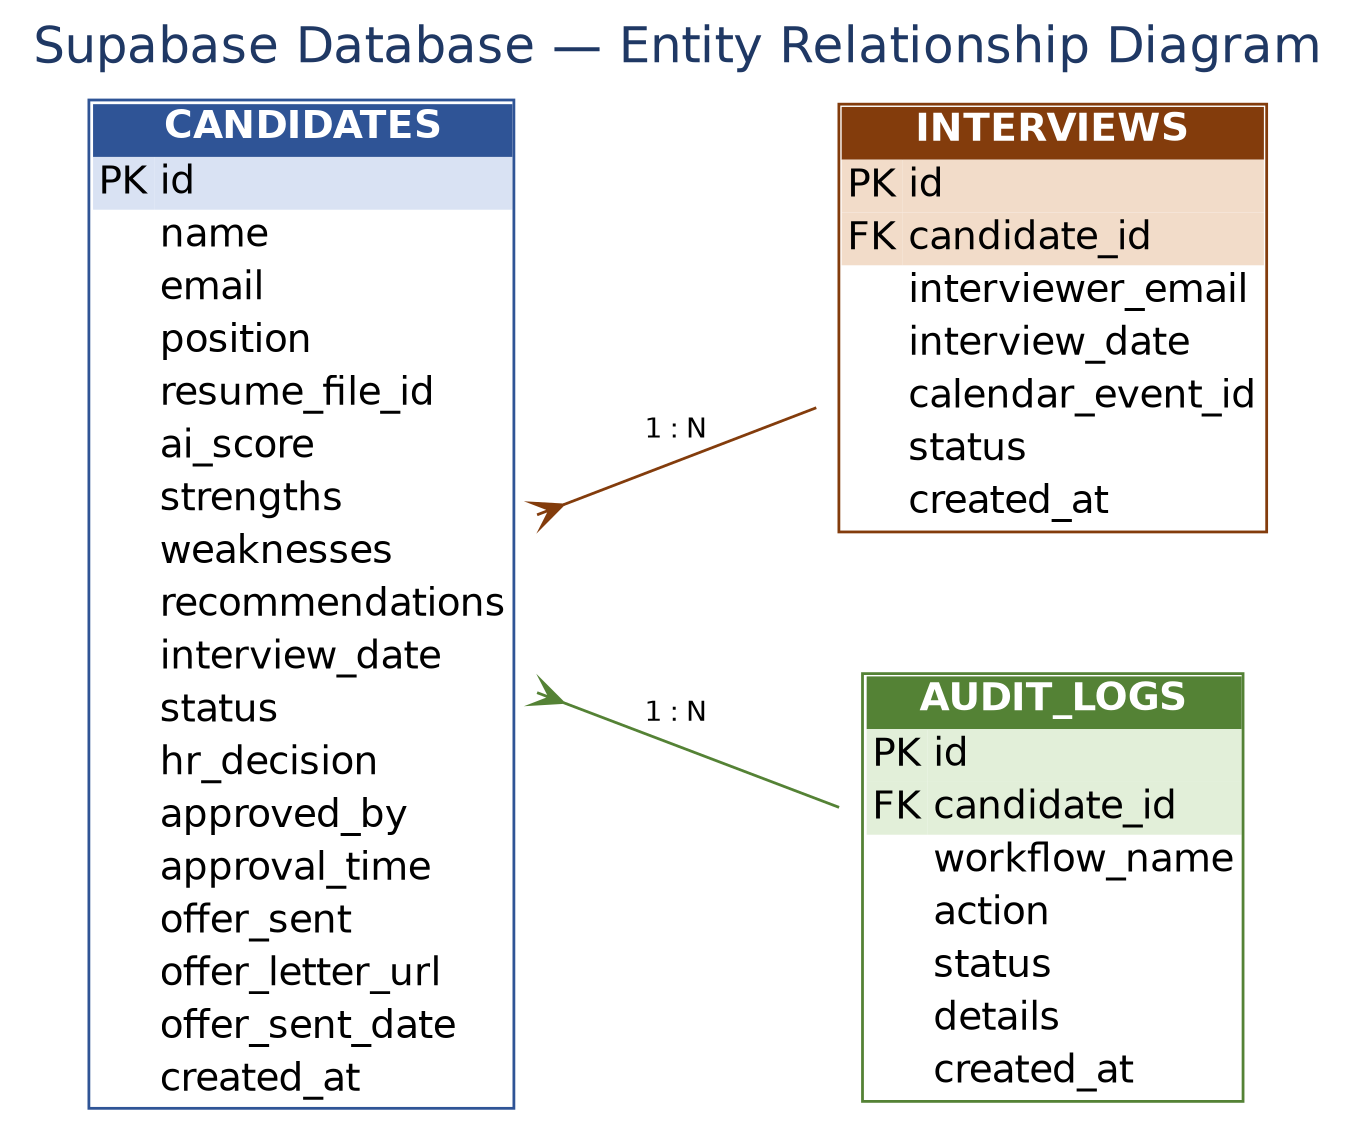 Supabase Database — Entity Relationship Diagram
CANDIDATES
PK id
name
email
position
resume_file_id
ai_score
strengths
weaknesses
recommendations
interview_date
status
hr_decision
approved_by
approval_time
offer_sent
offer_letter_url
offer_sent_date
created_at
1 : N
1 : N
INTERVIEWS
PK id
FK candidate_id
interviewer_email
interview_date
calendar_event_id
status
created_at
AUDIT_LOGS
PK id
FK candidate_id
workflow_name
action
status
details
created_at